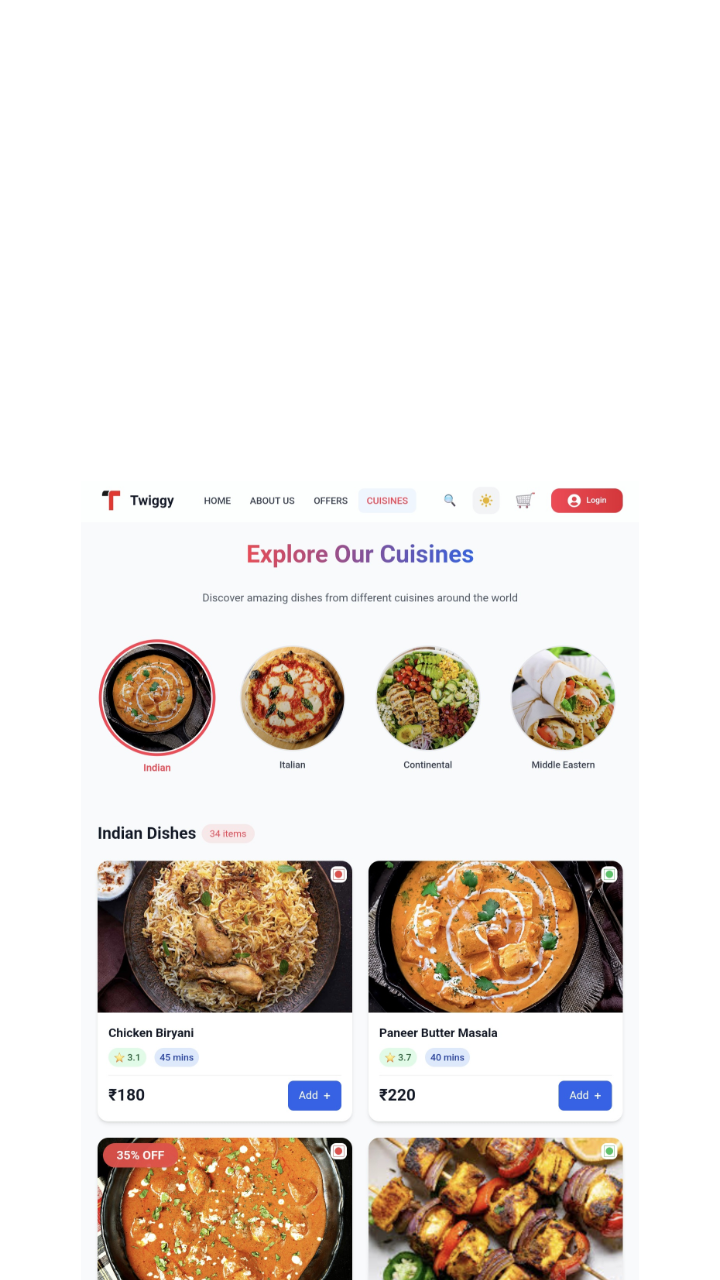 Twiggy HOME ABOUT US OFFERS CUISINES Login
Explore Our Cuisines
Discover amazing dishes from different cuisines around the world
Indian Italian Continental Middle Eastern
Indian Dishes 34 items
Chicken Biryani
3.1 45 mins
₹180 Add +
Paneer Butter Masala
3.7 40 mins
₹220 Add +
35% OFF